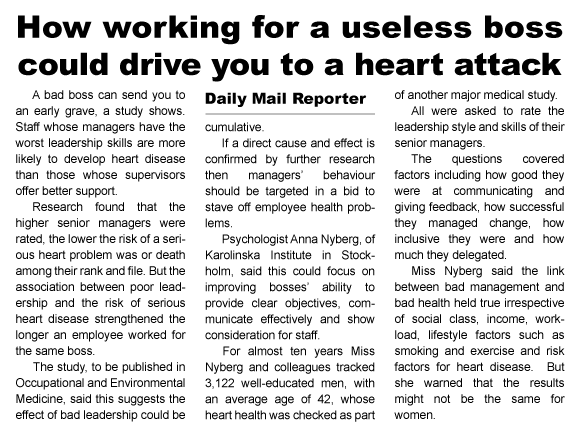 How working for a useless boss
could drive you to a heart attack
A bad boss can send you to
an early grave, a study shows.
Staff whose managers have the
worst leadership skills are more
likely to develop heart disease
than those whose supervisors
offer better support.
Research found that the
higher senior managers were
rated, the lower the risk of a seri-
ous heart problem was or death
among their rank and file. But the
association between poor lead-
ership and the risk of serious
heart disease strengthened the
longer an employee worked for
the same boss.
The study, to be published in
Occupational and Environmental
Medicine, said this suggests the
effect of bad leadership could be
Daily Mail Reporter
cumulative.
If a direct cause and effect is
confirmed by further research
then managers' behaviour
should be targeted in a bid to
stave off employee health prob-
lems.
Psychologist Anna Nyberg, of
Karolinska Institute in Stock-
holm, said this could focus on
improving bosses' ability to
provide clear objectives, com-
municate effectively and show
consideration for staff.
For almost ten years Miss
Nyberg and colleagues tracked
3,122 well-educated men, with
an average age of 42, whose
heart health was checked as part
of another major medical study.
All were asked to rate the
leadership style and skills of their
senior managers.
The questions covered
factors including how good they
were at communicating and
giving feedback, how successful
they managed change, how
inclusive they were and how
much they delegated.
Miss Nyberg said the link
between bad management and
bad health held true irrespective
of social class, income, work-
load, lifestyle factors such as
smoking and exercise and risk
factors for heart disease. But
she warned that the results
might not be the same for
women.